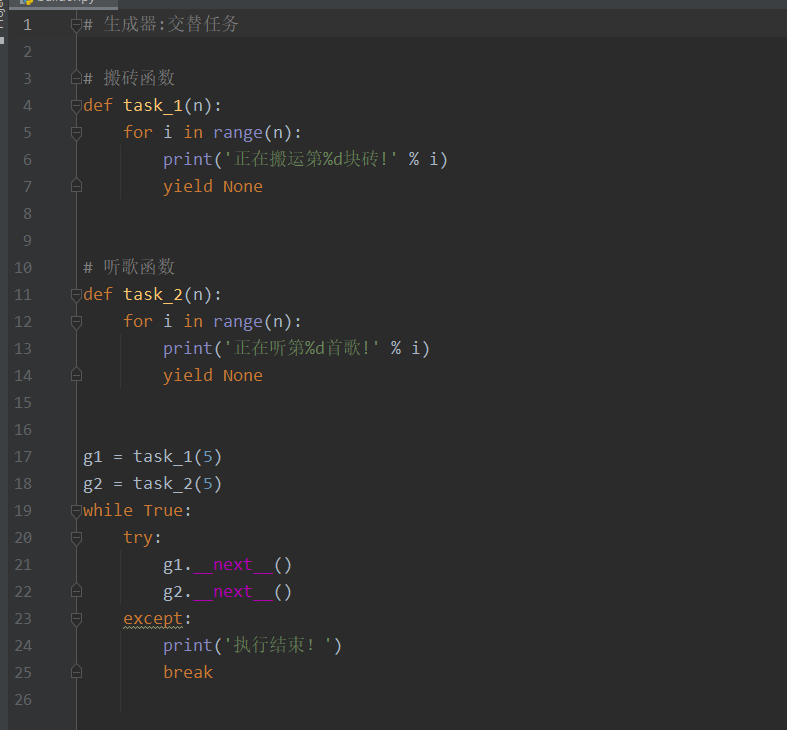 1 # 生成器:交替任务
2
3 # 搬砖函数
4 def task_1(n):
5     for i in range(n):
6         print('正在搬运第%d块砖!' % i)
7         yield None
8
9
10 # 听歌函数
11 def task_2(n):
12     for i in range(n):
13         print('正在听第%d首歌!' % i)
14         yield None
15
16
17 g1 = task_1(5)
18 g2 = task_2(5)
19 while True:
20     try:
21         g1.__next__()
22         g2.__next__()
23     except:
24         print('执行结束！')
25         break
26